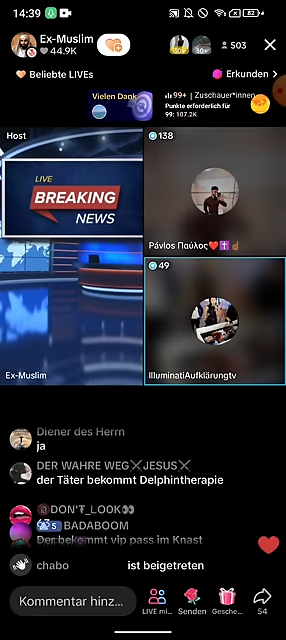 14:39
Ex-Muslim
44.9K
503
Beliebte LIVEs
Erkunden
Vielen Dank
99+ | Zuschauer*innen
Punkte erforderlich für
99: 107.2K
Host
138
LIVE
BREAKING
NEWS
Pávlos Παύλος
49
Ex-Muslim
IlluminatiAufklärungtv
Diener des Herrn
ja
DER WAHRE WEG JESUS
der Täter bekommt Delphintherapie
DON'T_LOOK
5 BADABOOM
Der bekommt vip pass im Knast
chabo
ist beigetreten
Kommentar hinz...
LIVE mi...
Senden
Gesche...
54